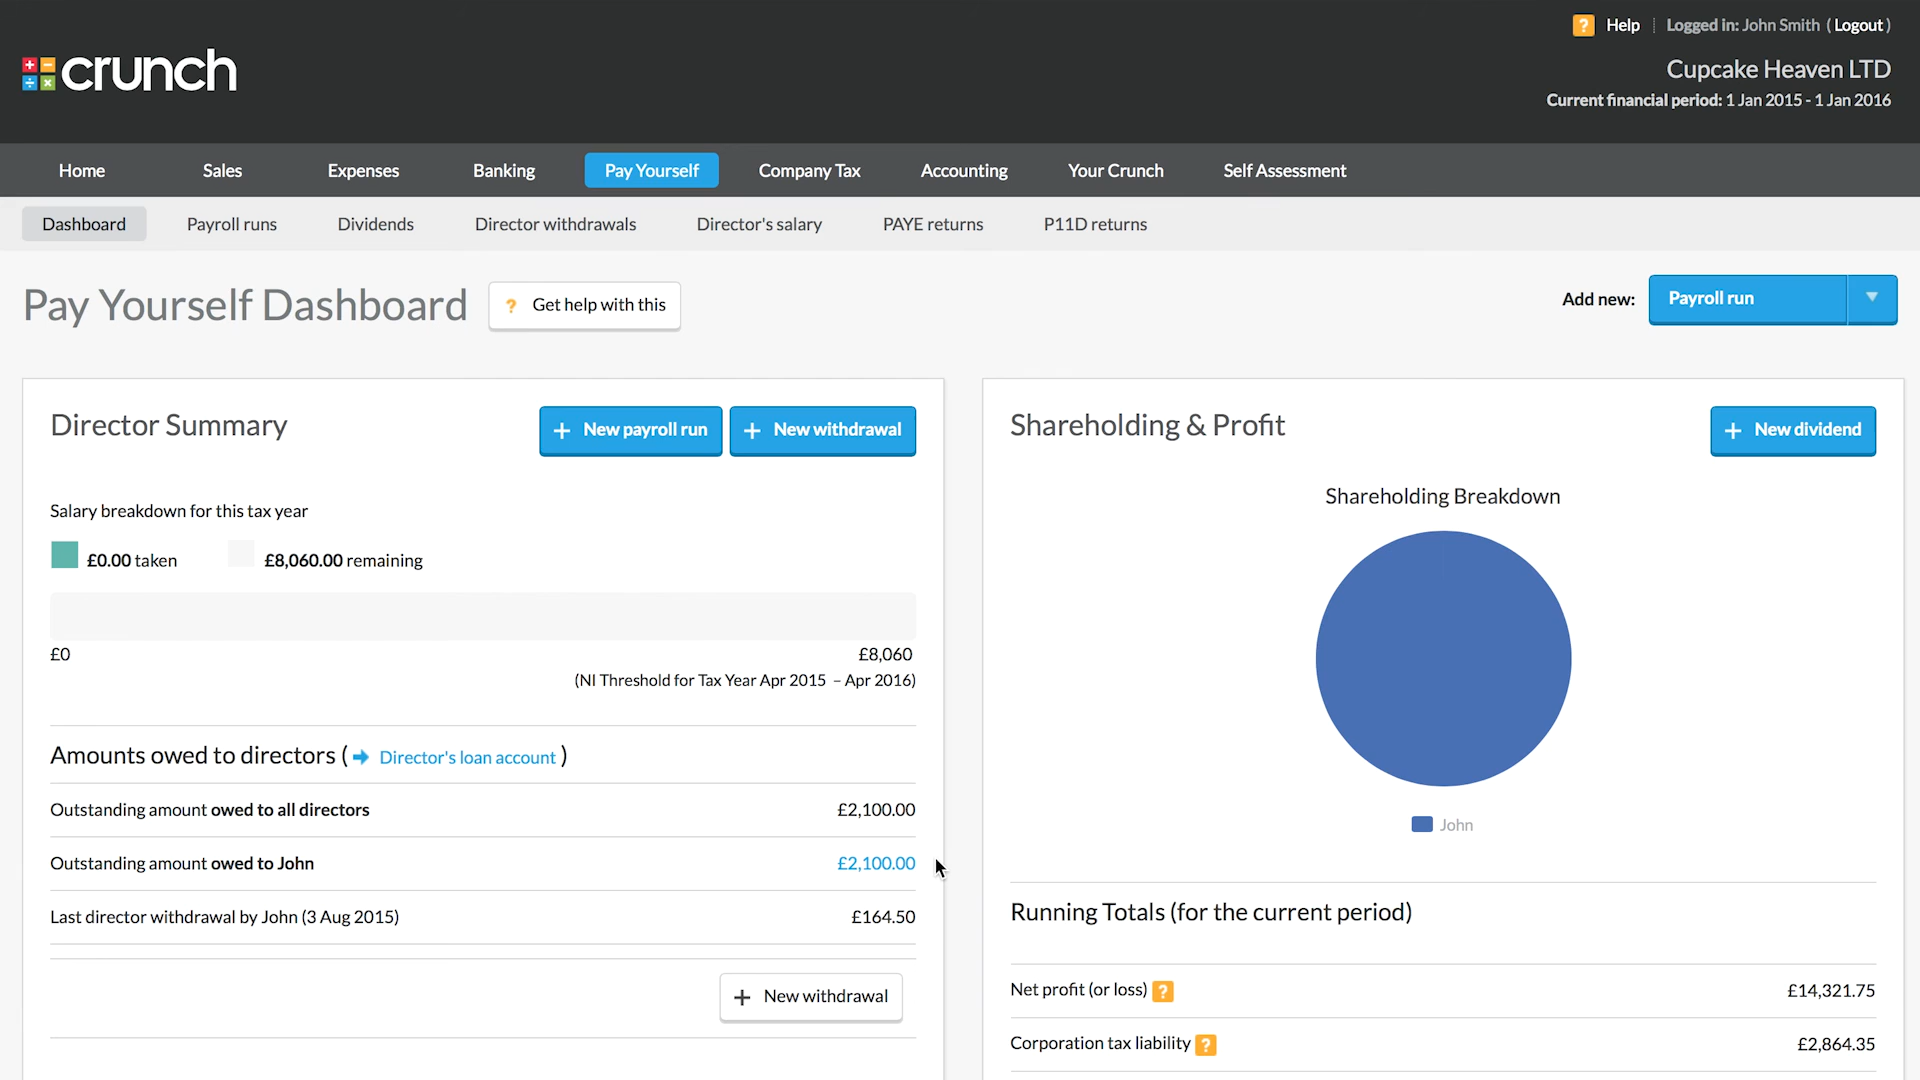 ? Help Logged in: John Smith ( Logout )
crunch
Cupcake Heaven LTD
Current financial period: 1 Jan 2015 - 1 Jan 2016
Home Sales Expenses Banking Pay Yourself Company Tax Accounting Your Crunch Self Assessment
Dashboard Payroll runs Dividends Director withdrawals Director's salary PAYE returns P11D returns
Pay Yourself Dashboard ? Get help with this Add new: Payroll run
Director Summary + New payroll run + New withdrawal
Salary breakdown for this tax year
£0.00 taken £8,060.00 remaining
£0 £8,060
(NI Threshold for Tax Year Apr 2015 – Apr 2016)
Amounts owed to directors ( Director's loan account )
Outstanding amount owed to all directors £2,100.00
Outstanding amount owed to John £2,100.00
Last director withdrawal by John (3 Aug 2015) £164.50
+ New withdrawal
Shareholding & Profit + New dividend
Shareholding Breakdown
John
Running Totals (for the current period)
Net profit (or loss) ? £14,321.75
Corporation tax liability ? £2,864.35